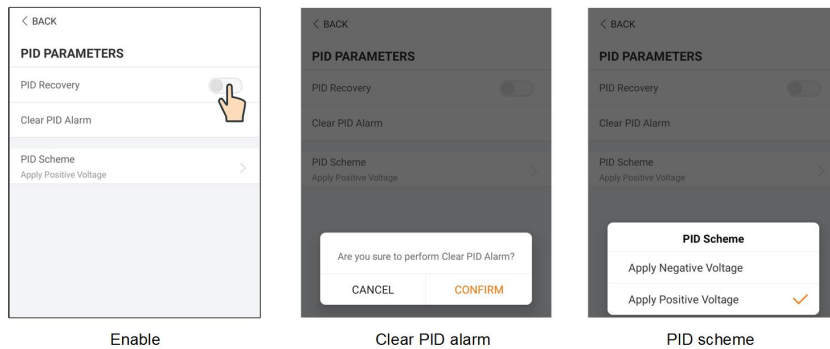 < BACK
PID PARAMETERS
PID Recovery
Clear PID Alarm
PID Scheme
Apply Positive Voltage
Enable
< BACK
PID PARAMETERS
PID Recovery
Clear PID Alarm
PID Scheme
Apply Positive Voltage
Are you sure to perform Clear PID Alarm?
CANCEL CONFIRM
Clear PID alarm
< BACK
PID PARAMETERS
PID Recovery
Clear PID Alarm
PID Scheme
Apply Positive Voltage
PID Scheme
Apply Negative Voltage
Apply Positive Voltage
PID scheme